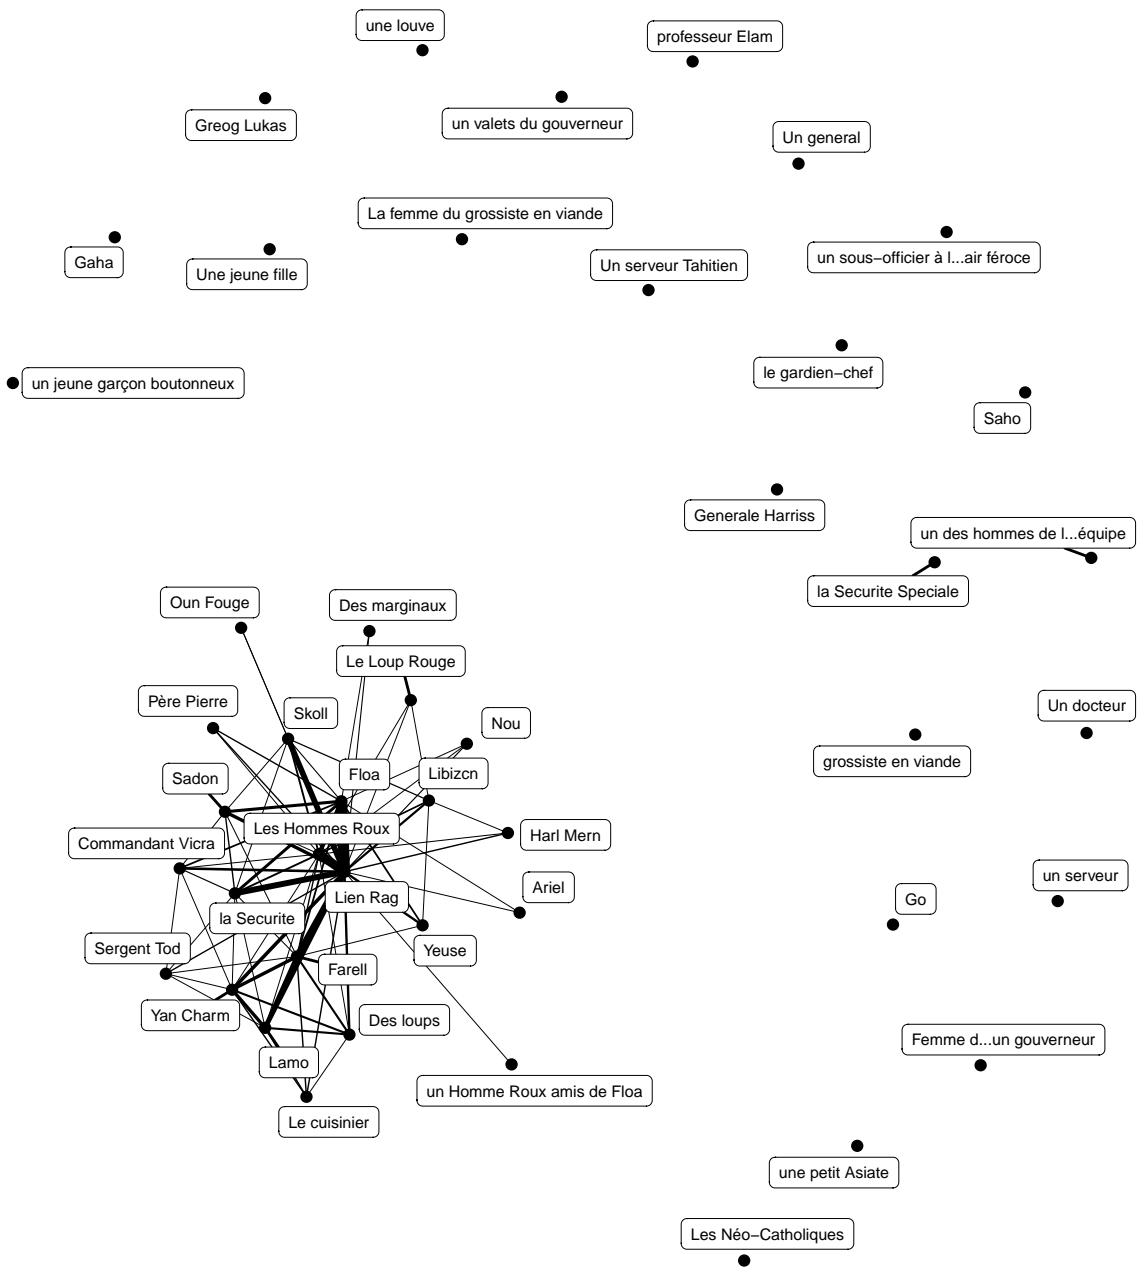 une louve
professeur Elam
Greog Lukas
un valets du gouverneur
Un general
La femme du grossiste en viande
Gaha
Une jeune fille
Un serveur Tahitien
un sous−officier à l...air féroce
un jeune garçon boutonneux
le gardien−chef
Saho
Generale Harriss
un des hommes de l...équipe
la Securite Speciale
Oun Fouge
Des marginaux
Le Loup Rouge
Père Pierre
Skoll
Nou
Un docteur
grossiste en viande
Sadon
Floa
Libizcn
Les Hommes Roux
Commandant Vicra
Harl Mern
Ariel
un serveur
Lien Rag
Go
la Securite
Sergent Tod
Yeuse
Farell
Yan Charm
Des loups
Femme d...un gouverneur
Lamo
un Homme Roux amis de Floa
Le cuisinier
une petit Asiate
Les Néo−Catholiques